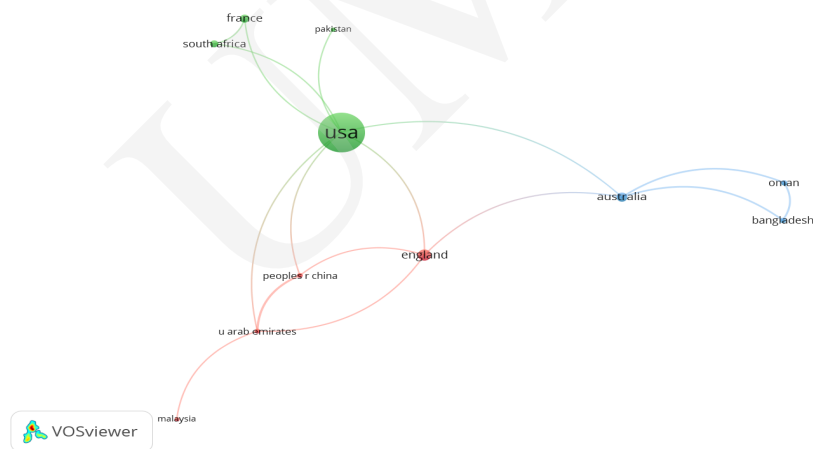 france
pakistan
south africa
usa
oman
australia
bangladesh
england
peoples r china
u arab emirates
malaysia
VOSviewer